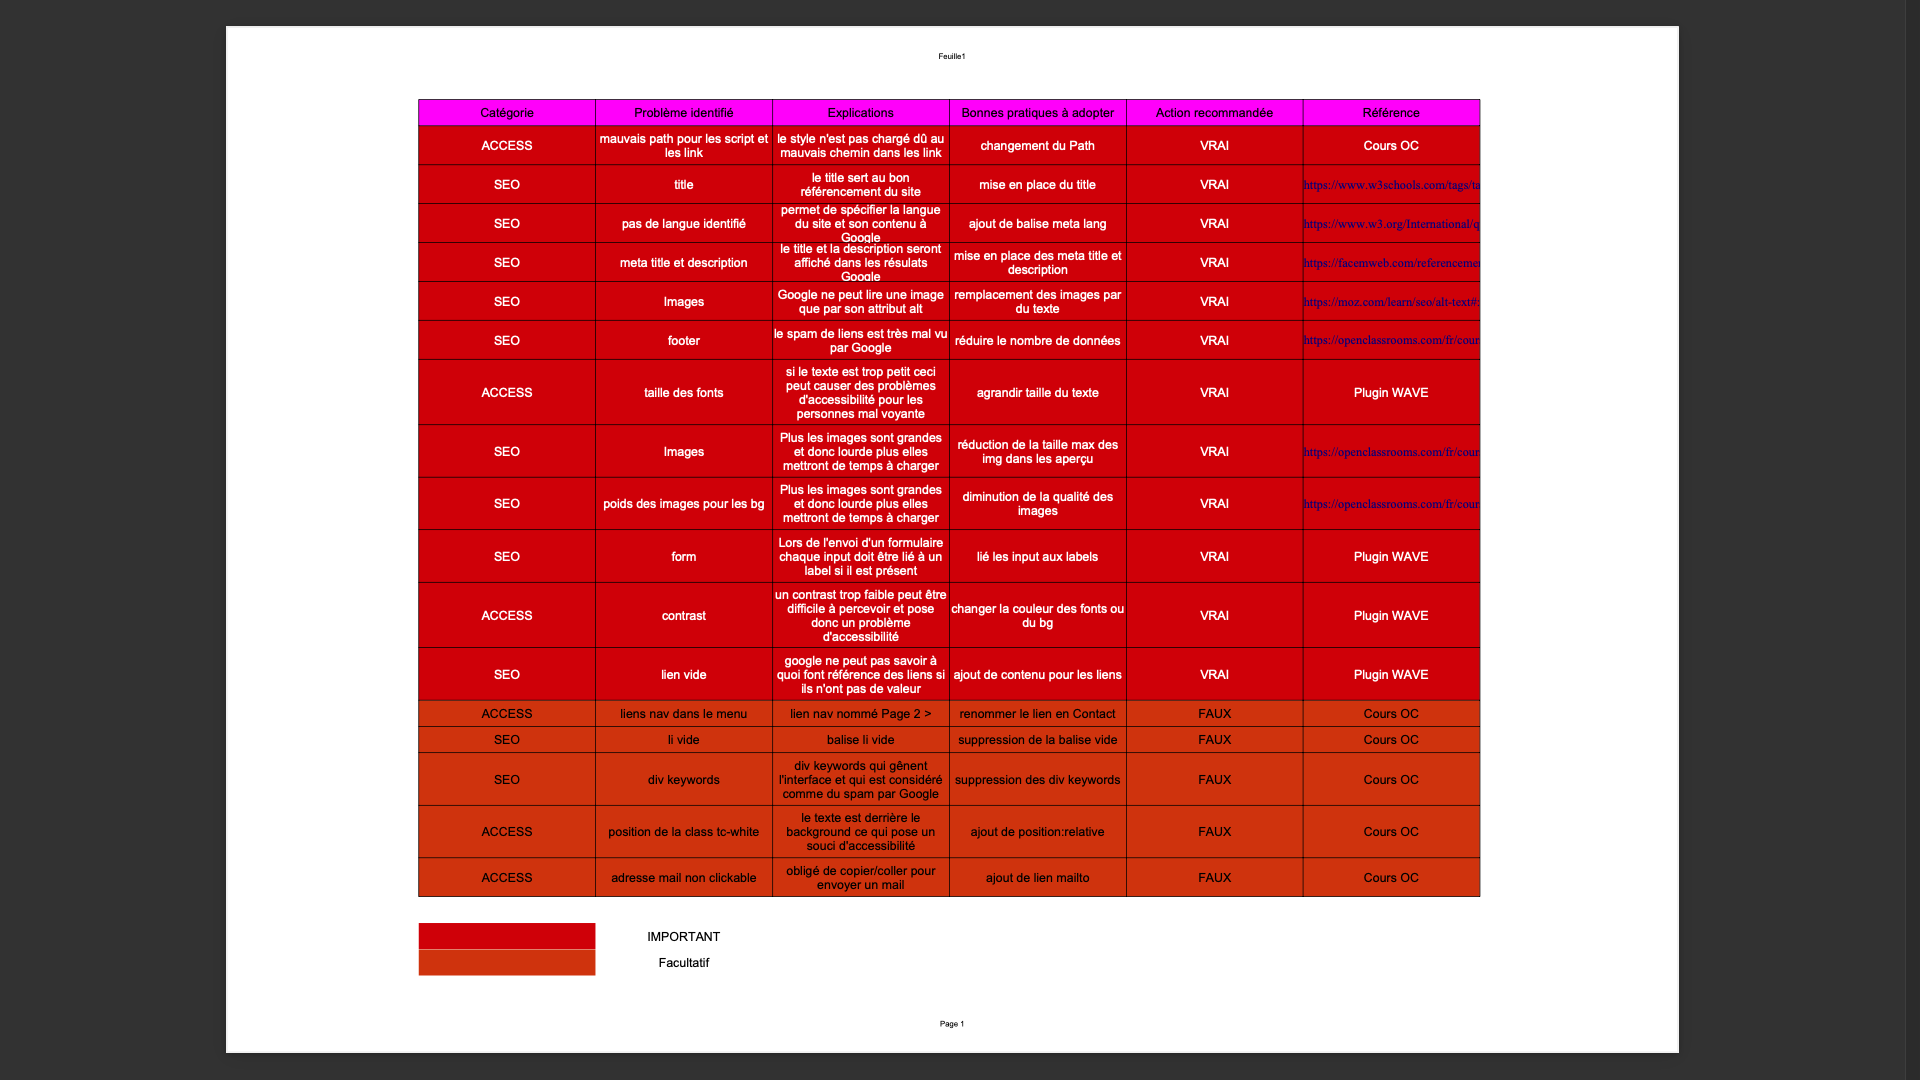 Feuille1
Catégorie Problème identifié Explications Bonnes pratiques à adopter Action recommandée Référence
ACCESS mauvais path pour les script et les link le style n'est pas chargé dû au mauvais chemin dans les link changement du Path VRAI Cours OC
SEO title le title sert au bon référencement du site mise en place du title VRAI https://www.w3schools.com/tags/
SEO pas de langue identifié permet de spécifier la langue du site et son contenu à Google ajout de balise meta lang VRAI https://www.w3.org/International/q
SEO meta title et description le title et la description seront affiché dans les résulats Google mise en place des meta title et description VRAI https://facemweb.com/referencemen
SEO Images Google ne peut lire une image que par son attribut alt remplacement des images par du texte VRAI https://moz.com/learn/seo/alt-text#:
SEO footer le spam de liens est très mal vu par Google réduire le nombre de données VRAI https://openclassrooms.com/fr/cour
ACCESS taille des fonts si le texte est trop petit ceci peut causer des problèmes d'accessibilité pour les personnes mal voyante agrandir taille du texte VRAI Plugin WAVE
SEO Images Plus les images sont grandes et donc lourde plus elles mettront de temps à charger réduction de la taille max des img dans les aperçu VRAI https://openclassrooms.com/fr/cour
SEO poids des images pour les bg Plus les images sont grandes et donc lourde plus elles mettront de temps à charger diminution de la qualité des images VRAI https://openclassrooms.com/fr/cour
SEO form Lors de l'envoi d'un formulaire chaque input doit être lié à un label si il est présent lié les input aux labels VRAI Plugin WAVE
ACCESS contrast un contrast trop faible peut être difficile à percevoir et pose donc un problème d'accessibilité changer la couleur des fonts ou du bg VRAI Plugin WAVE
SEO lien vide google ne peut pas savoir à quoi font référence des liens si ils n'ont pas de valeur ajout de contenu pour les liens VRAI Plugin WAVE
ACCESS liens nav dans le menu lien nav nommé Page 2 > renommer le lien en Contact FAUX Cours OC
SEO li vide balise li vide suppression de la balise vide FAUX Cours OC
SEO div keywords div keywords qui gênent l'interface et qui est considéré comme du spam par Google suppression des div keywords FAUX Cours OC
ACCESS position de la class tc-white le texte est derrière le background ce qui pose un souci d'accessibilité ajout de position:relative FAUX Cours OC
ACCESS adresse mail non clickable obligé de copier/coller pour envoyer un mail ajout de lien mailto FAUX Cours OC
IMPORTANT
Facultatif
Page 1